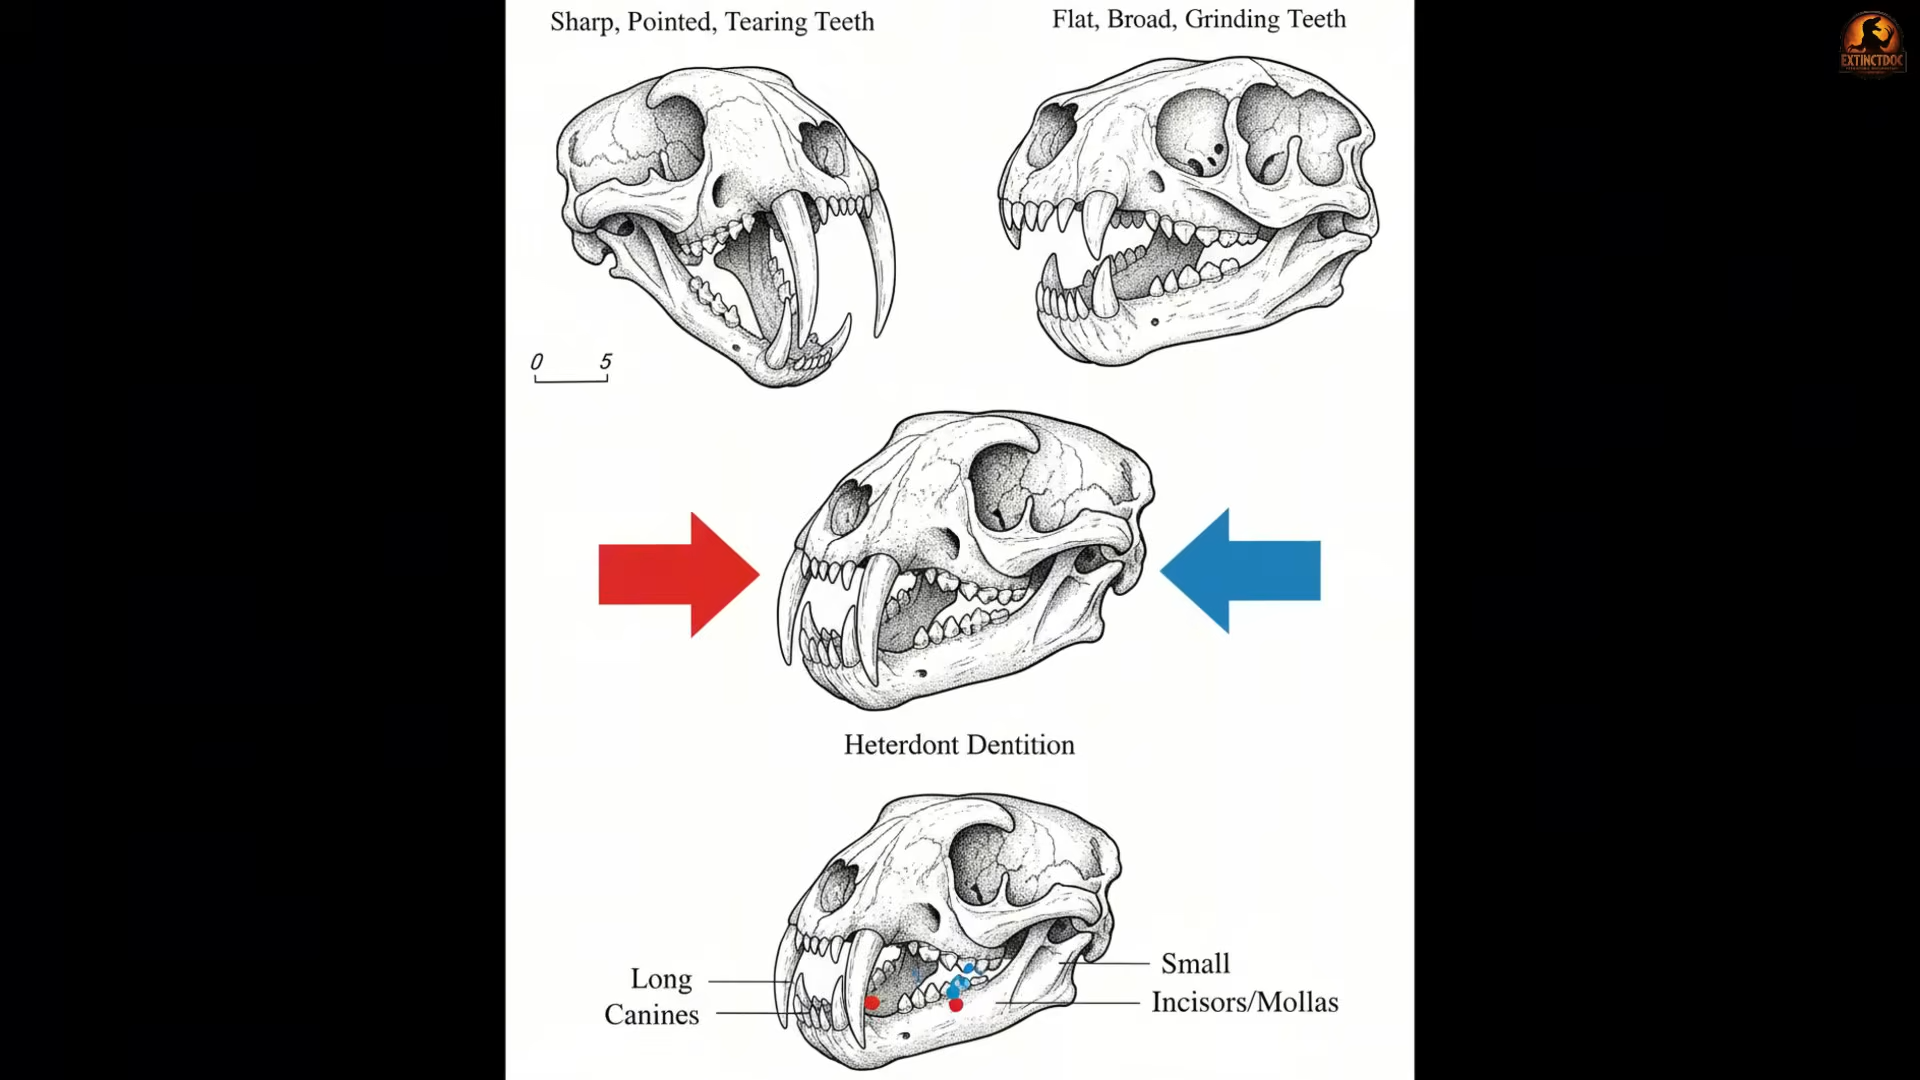 Sharp, Pointed, Tearing Teeth
Flat, Broad, Grinding Teeth
EXTINCTDOC
0 5
Heterdont Dentition
Long
Canines
Small
Incisors/Mollas